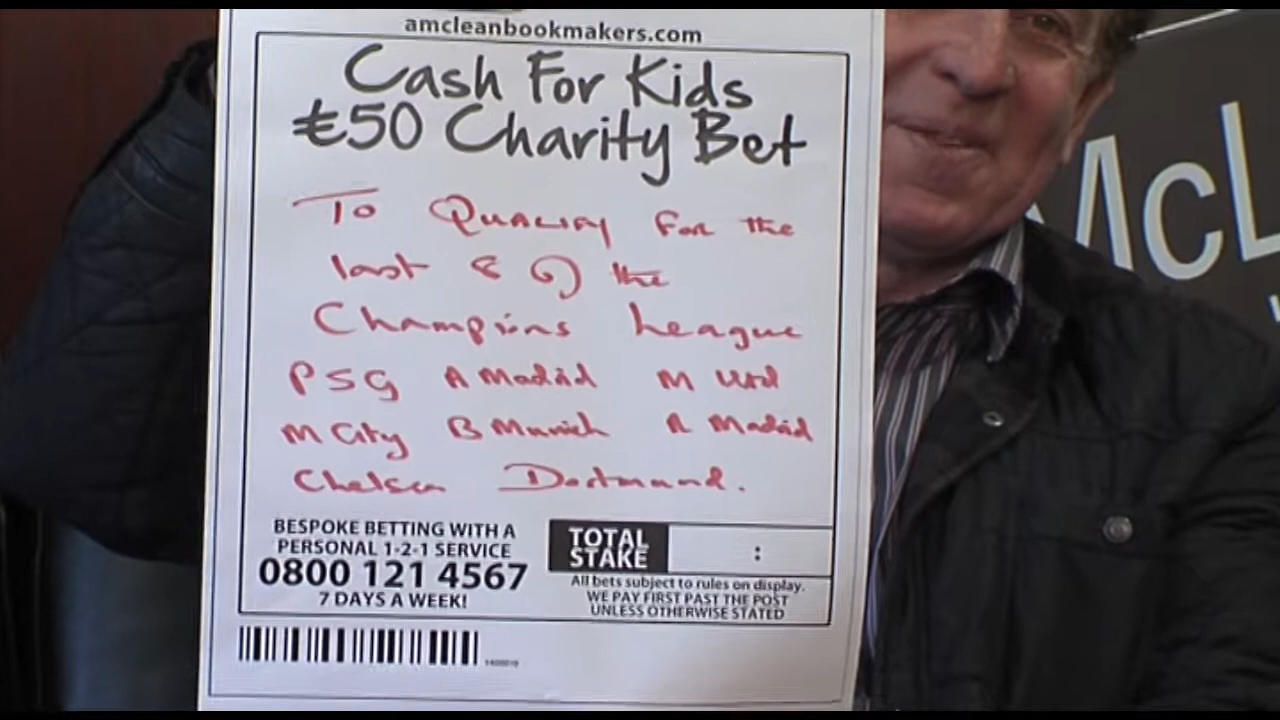 amcleanbookmakers.com
Cash For Kids
£50 Charity Bet
To Qualify For the
last 8 of the
Champions League
PSG A Madrid M Utd
M City B Munich R Madrid
Chelsea Dortmund.
BESPOKE BETTING WITH A
PERSONAL 1-2-1 SERVICE
0800 121 4567
7 DAYS A WEEK!
TOTAL
STAKE
:
All bets subject to rules on display.
WE PAY FIRST PAST THE POST
UNLESS OTHERWISE STATED
McL